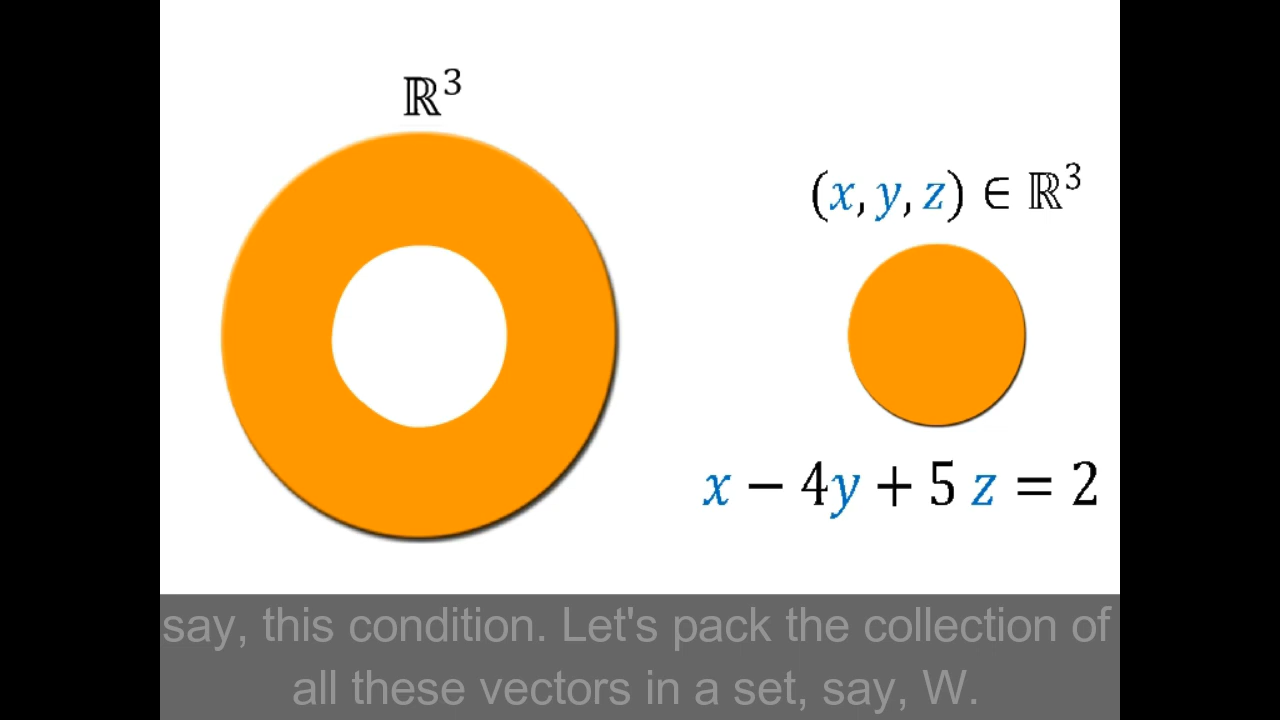 ℝ³
(x, y, z) ∈ ℝ³
x − 4y + 5 z = 2
say, this condition. Let's pack the collection of
all these vectors in a set, say, W.